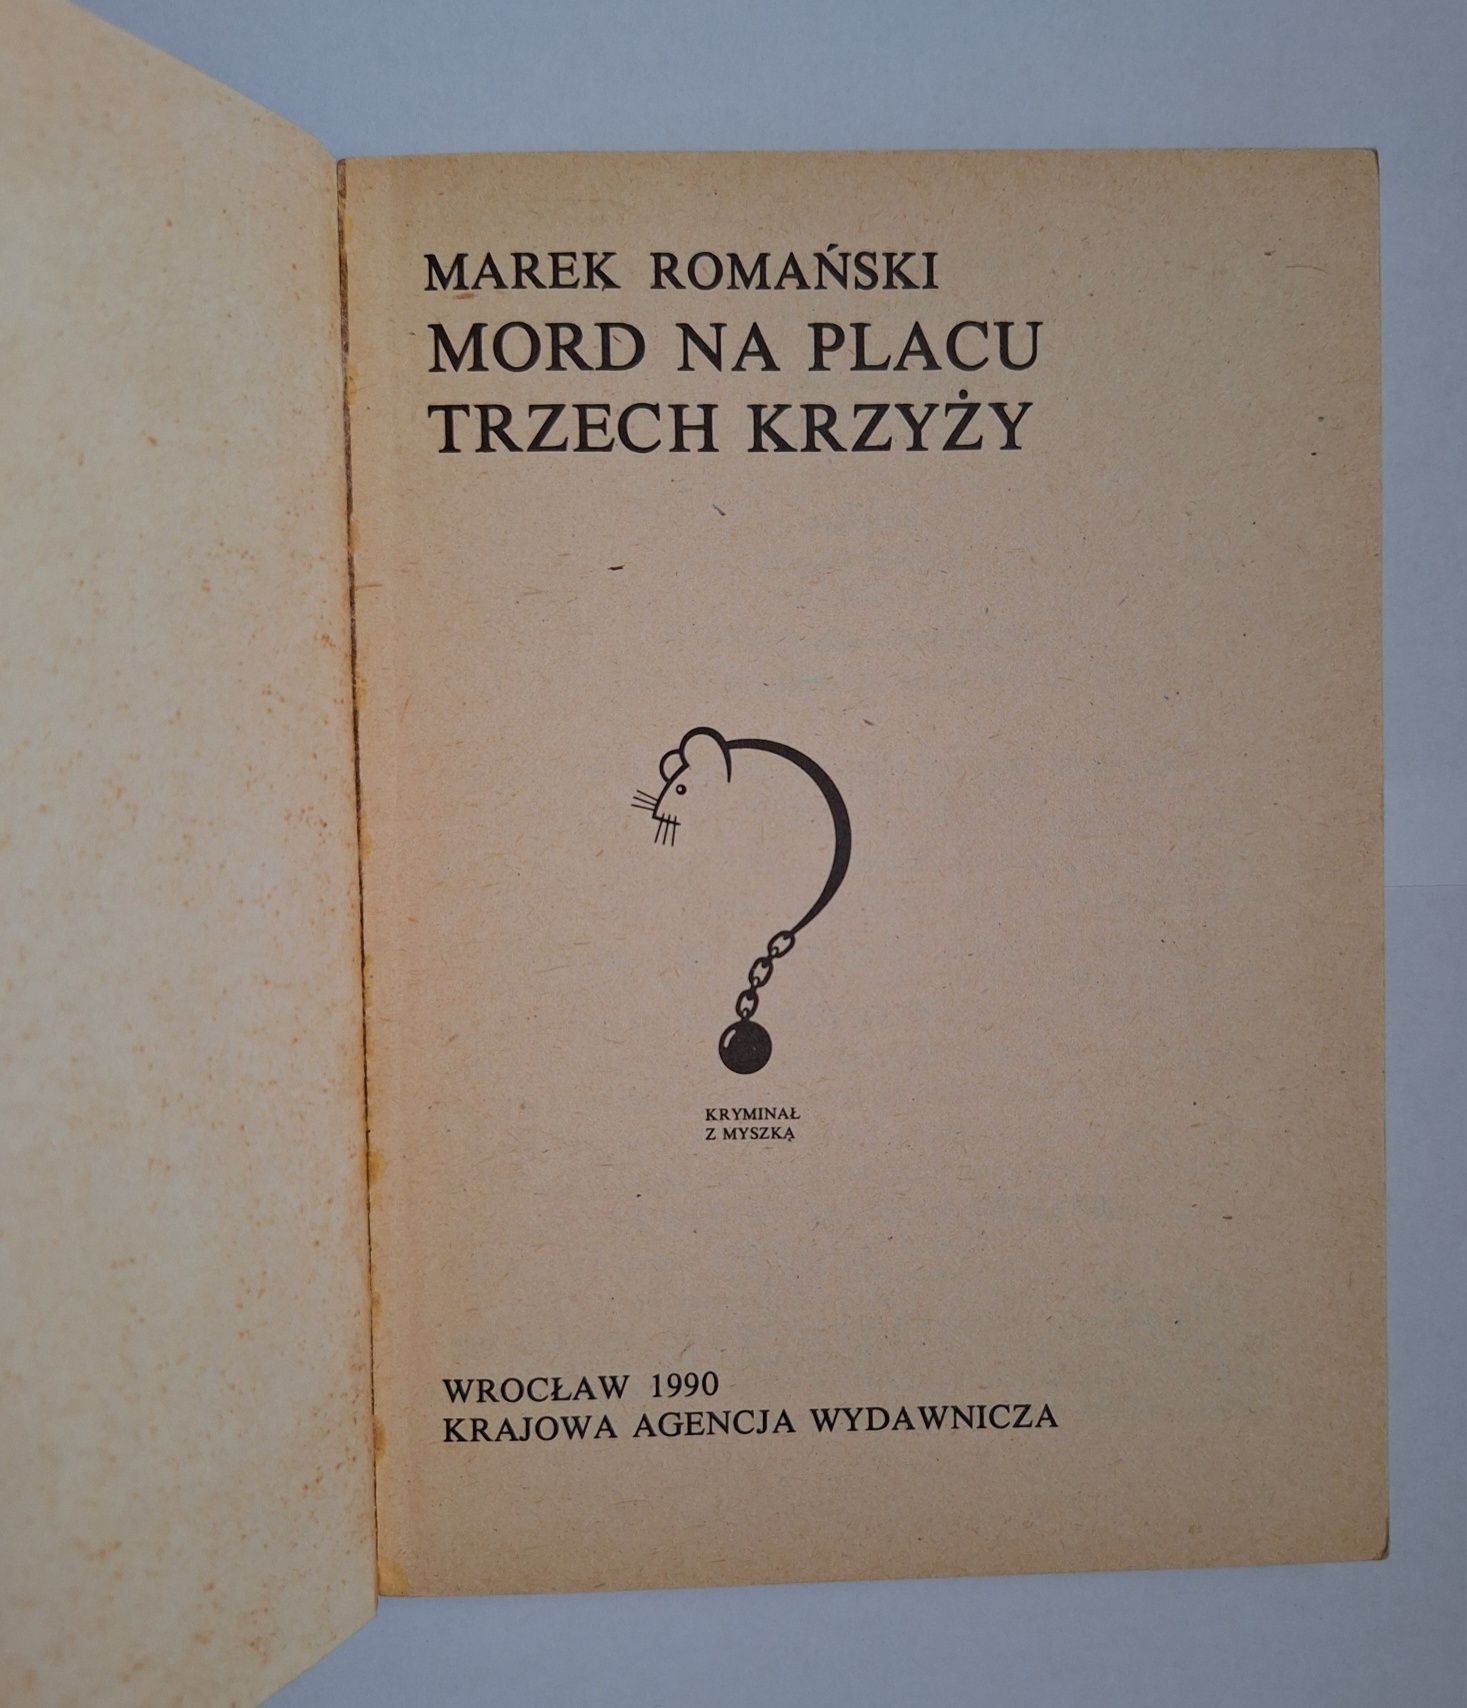 MAREK ROMAŃSKI
MORD NA PLACU
TRZECH KRZYŻY
KRYMINAŁ
Z MYSZKĄ
WROCŁAW 1990
KRAJOWA AGENCJA WYDAWNICZA